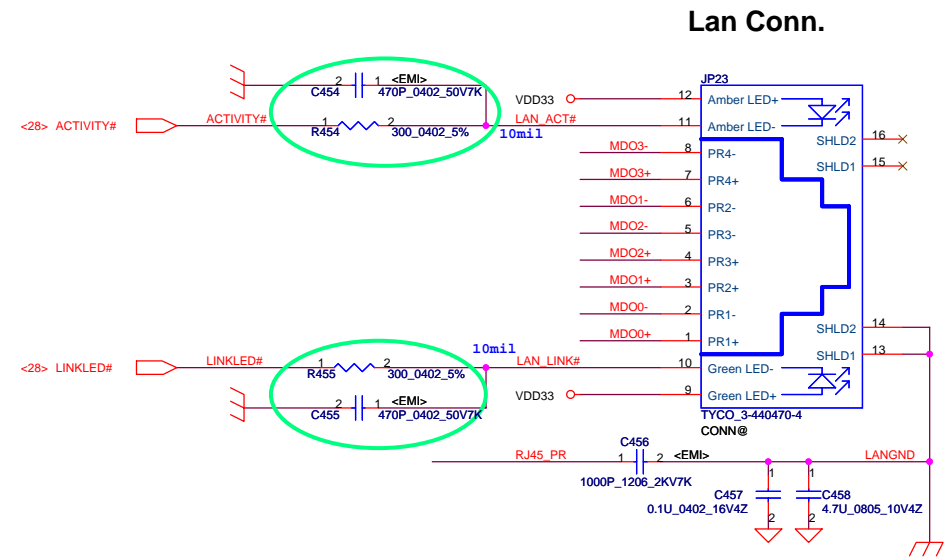 Lan Conn.
2 1 <EMI>
C454 470P_0402_50V7K
<28> ACTIVITY# ACTIVITY# 1 2 LAN_ACT#
R454 300_0402_5% 10mil
VDD33 12 Amber LED+
11 Amber LED-
SHLD2 16
MDO3- 8 PR4-
SHLD1 15
MDO3+ 7 PR4+
MDO1- 6 PR2-
MDO2- 5 PR3-
MDO2+ 4 PR3+
MDO1+ 3 PR2+
MDO0- 2 PR1-
SHLD2 14
MDO0+ 1 PR1+
SHLD1 13
10mil
<28> LINKLED# LINKLED# 1 2 LAN_LINK# 10 Green LED-
R455 300_0402_5%
2 1 <EMI>
C455 470P_0402_50V7K
VDD33 9 Green LED+
JP23
TYCO_3-440470-4
CONN@
C456
RJ45_PR 1 2 <EMI> LANGND
1000P_1206_2KV7K
1 1
C457 C458
0.1U_0402_16V4Z 4.7U_0805_10V4Z
2 2